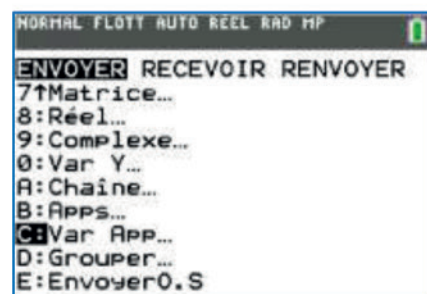 NORMAL FLOTT AUTO RÉEL RAD MP
ENVOYER RECEVOIR RENVOYER
7↑Matrice…
8:Réel…
9:Complexe…
0:Var Y…
A:Chaîne…
B:Apps…
C:Var App…
D:Grouper…
E:EnvoyerO.S